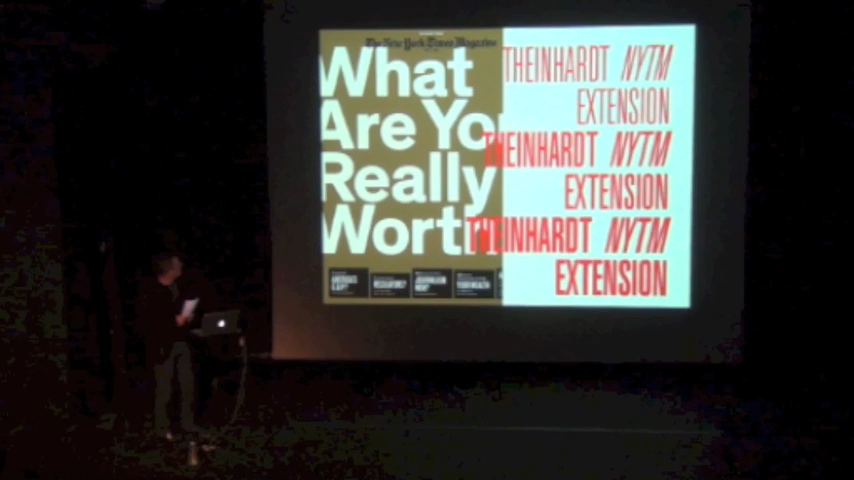 The New York Times Magazine
What
Are Yo
Really
Worth
THEINHARDT NYTM
EXTENSION
THEINHARDT NYTM
EXTENSION
THEINHARDT NYTM
EXTENSION